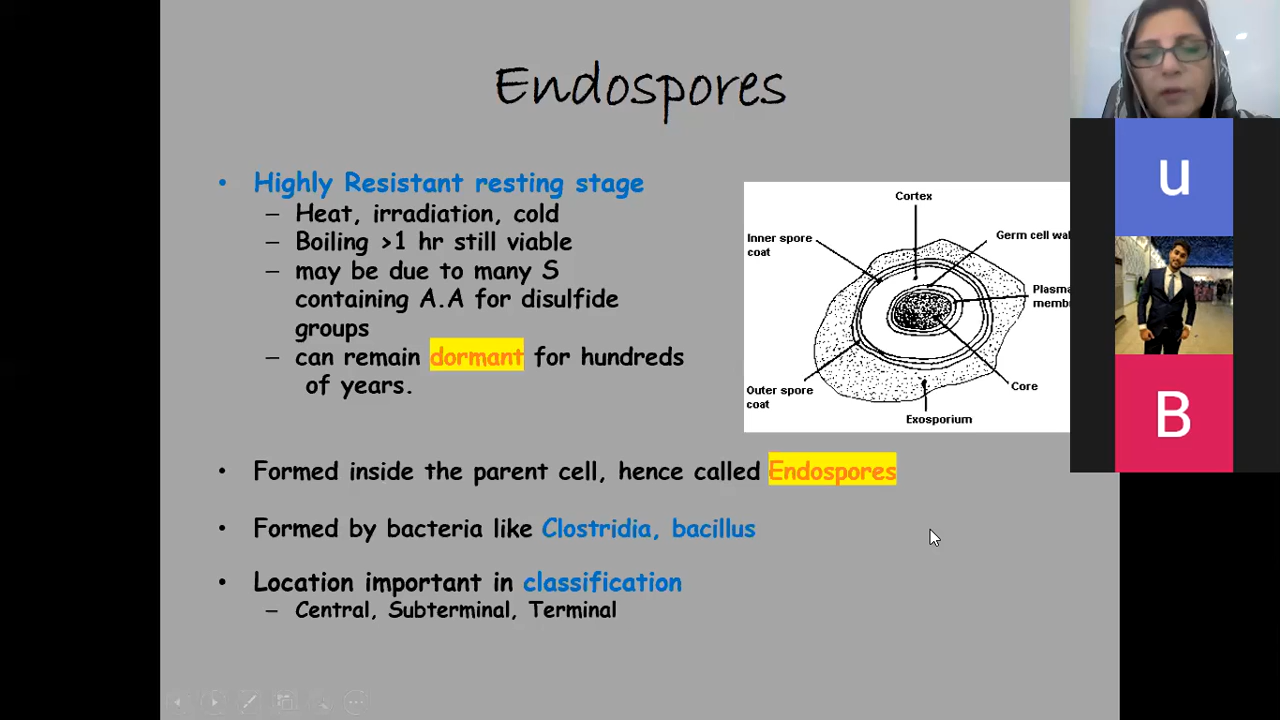 Endospores
• Highly Resistant resting stage
– Heat, irradiation, cold
– Boiling >1 hr still viable
– may be due to many S
containing A.A for disulfide
groups
– can remain dormant for hundreds
of years.
Cortex
Inner spore
coat
Germ cell wal
Plasma
membr
Core
Outer spore
coat
Exosporium
• Formed inside the parent cell, hence called Endospores
• Formed by bacteria like Clostridia, bacillus
• Location important in classification
– Central, Subterminal, Terminal
u
B